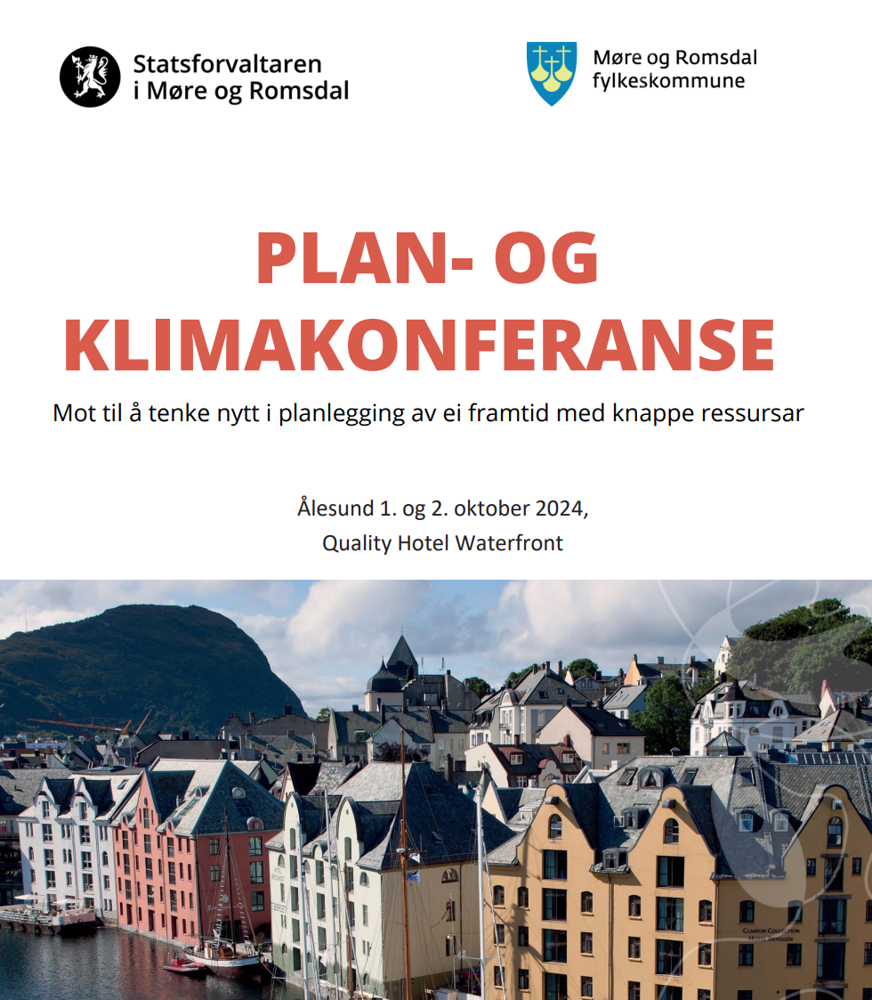 Statsforvaltaren
i Møre og Romsdal
Møre og Romsdal
fylkeskommune
PLAN- OG
KLIMAKONFERANSE
Mot til å tenke nytt i planlegging av ei framtid med knappe ressursar
Ålesund 1. og 2. oktober 2024,
Quality Hotel Waterfront
Clarion Collection
Hotel Bryggen